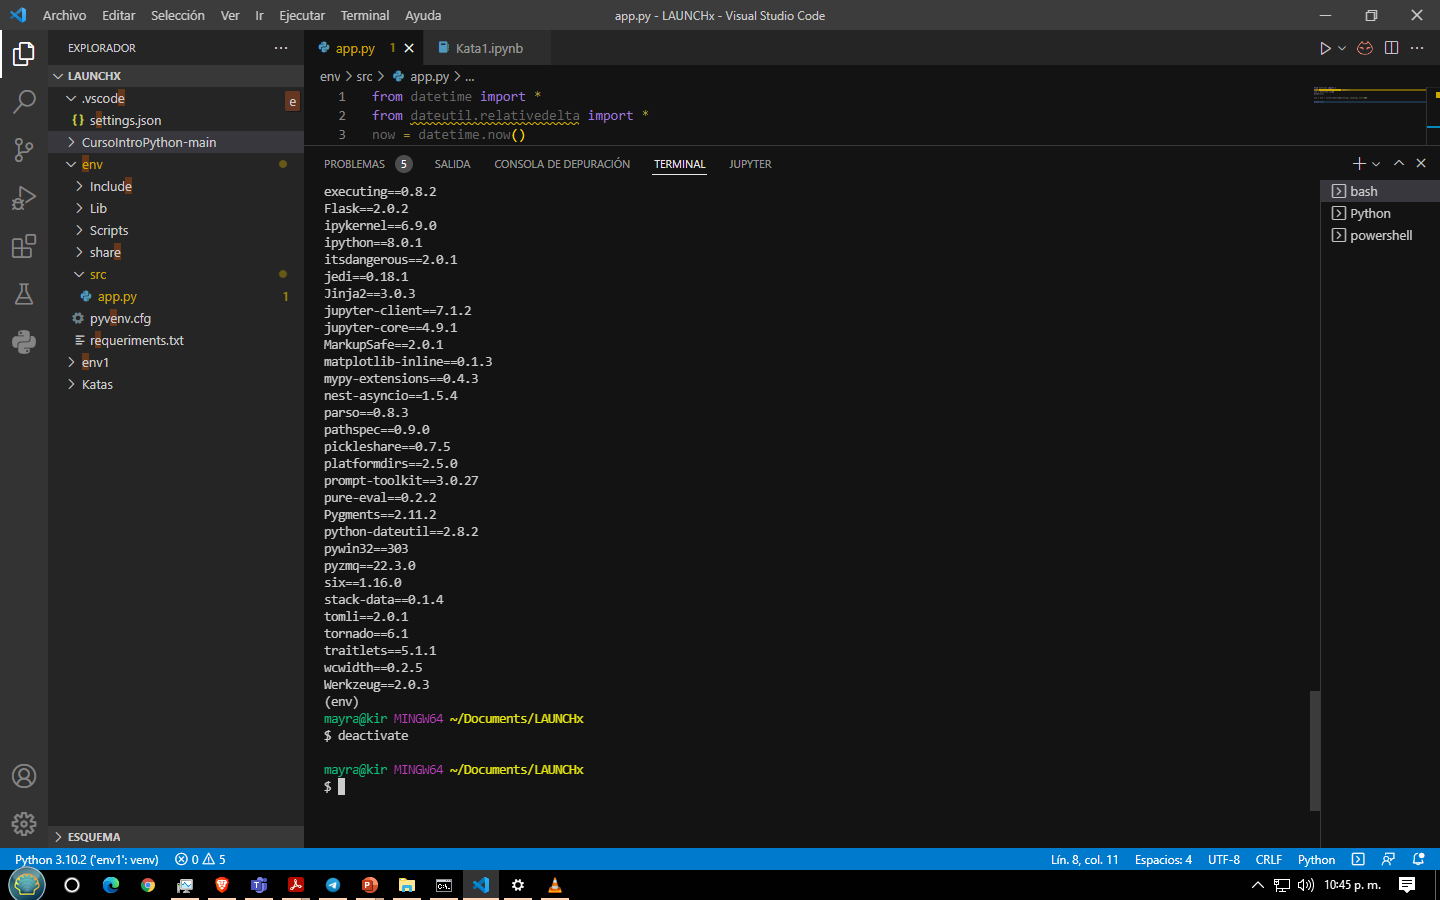 Archivo Editar Selección Ver Ir Ejecutar Terminal Ayuda
app.py - LAUNCHx - Visual Studio Code
EXPLORADOR
LAUNCHX
.vscode
e
{} settings.json
CursoIntroPython-main
env
Include
Lib
Scripts
share
src
app.py 1
pyvenv.cfg
requeriments.txt
env1
Katas
ESQUEMA
app.py 1
Kata1.ipynb
env > src > app.py > ...
1 from datetime import *
2 from dateutil.relativedelta import *
3 now = datetime.now()
PROBLEMAS 5 SALIDA CONSOLA DE DEPURACIÓN TERMINAL JUPYTER
executing==0.8.2
Flask==2.0.2
ipykernel==6.9.0
ipython==8.0.1
itsdangerous==2.0.1
jedi==0.18.1
Jinja2==3.0.3
jupyter-client==7.1.2
jupyter-core==4.9.1
MarkupSafe==2.0.1
matplotlib-inline==0.1.3
mypy-extensions==0.4.3
nest-asyncio==1.5.4
parso==0.8.3
pathspec==0.9.0
pickleshare==0.7.5
platformdirs==2.5.0
prompt-toolkit==3.0.27
pure-eval==0.2.2
Pygments==2.11.2
python-dateutil==2.8.2
pywin32==303
pyzmq==22.3.0
six==1.16.0
stack-data==0.1.4
tomli==2.0.1
tornado==6.1
traitlets==5.1.1
wcwidth==0.2.5
Werkzeug==2.0.3
(env)
mayra@kir MINGW64 ~/Documents/LAUNCHx
$ deactivate
mayra@kir MINGW64 ~/Documents/LAUNCHx
$
bash
Python
powershell
Python 3.10.2 ('env1': venv) 0 5
Lín. 8, col. 11 Espacios: 4 UTF-8 CRLF Python
10:45 p. m.